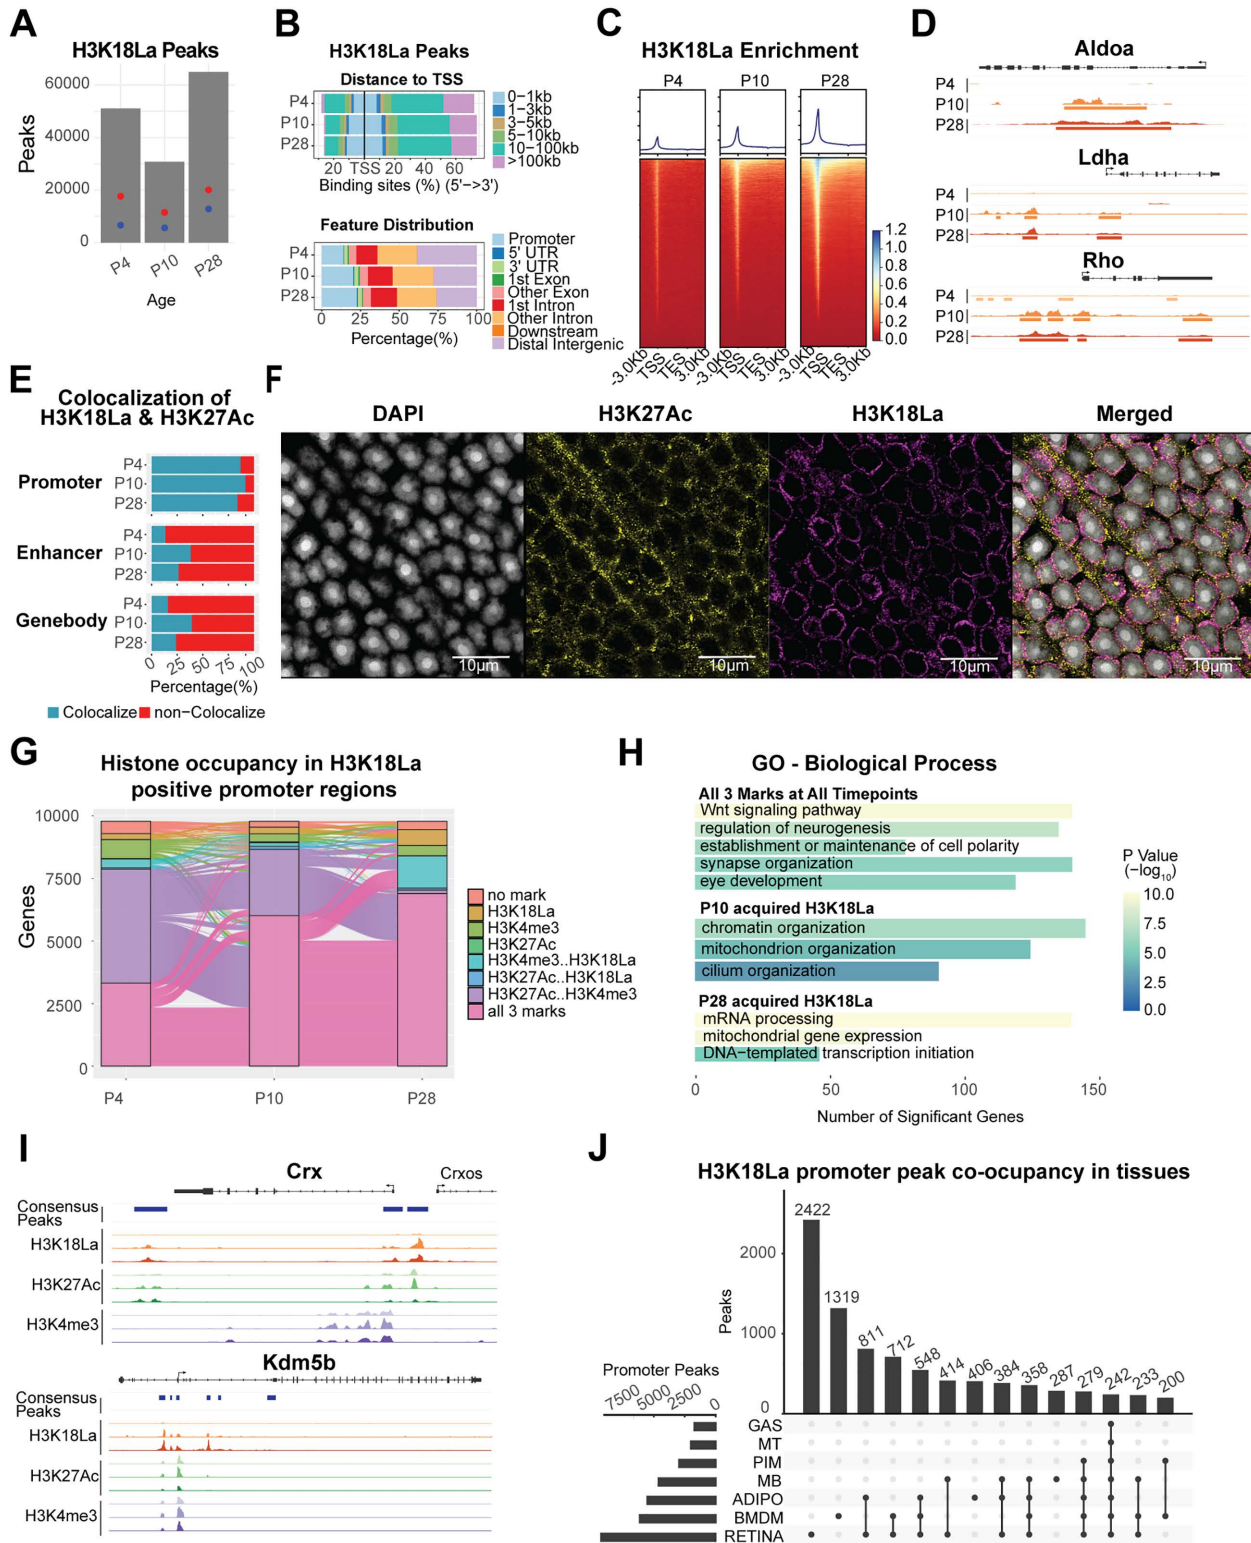 A
H3K18La Peaks
60000
40000
20000
0
Peaks
P4
P10
P28
Age
B
H3K18La Peaks
Distance to TSS
P4
P10
P28
20 TSS 20 40 60
Binding sites (%) (5'->3')
0-1kb
1-3kb
3-5kb
5-10kb
10-100kb
>100kb
Feature Distribution
P4
P10
P28
0 25 50 75 100
Percentage(%)
Promoter
5' UTR
3' UTR
1st Exon
Other Exon
1st Intron
Other Intron
Downstream
Distal Intergenic
C
H3K18La Enrichment
P4
P10
P28
-3.0Kb
TSS
TES
3.0Kb
-3.0Kb
TSS
TES
3.0Kb
-3.0Kb
TSS
TES
3.0Kb
1.2
1.0
0.8
0.6
0.4
0.2
0.0
D
Aldoa
P4
P10
P28
Ldha
P4
P10
P28
Rho
P4
P10
P28
E
Colocalization of
H3K18La & H3K27Ac
Promoter
P4
P10
P28
Enhancer
P4
P10
P28
Genebody
P4
P10
P28
0 25 50 75 100
Percentage(%)
Colocalize
non-Colocalize
F
DAPI
H3K27Ac
H3K18La
Merged
10µm
10µm
10µm
10µm
G
Histone occupancy in H3K18La
positive promoter regions
10000
7500
5000
2500
0
Genes
P4
P10
P28
no mark
H3K18La
H3K4me3
H3K27Ac
H3K4me3..H3K18La
H3K27Ac..H3K18La
H3K27Ac..H3K4me3
all 3 marks
H
GO - Biological Process
All 3 Marks at All Timepoints
Wnt signaling pathway
regulation of neurogenesis
establishment or maintenance of cell polarity
synapse organization
eye development
P10 acquired H3K18La
chromatin organization
mitochondrion organization
cilium organization
P28 acquired H3K18La
mRNA processing
mitochondrial gene expression
DNA-templated transcription initiation
0 50 100 150
Number of Significant Genes
P Value
(-log10)
10.0
7.5
5.0
2.5
0.0
I
Crx
Crxos
Consensus
Peaks
H3K18La
H3K27Ac
H3K4me3
Kdm5b
Consensus
Peaks
H3K18La
H3K27Ac
H3K4me3
J
H3K18La promoter peak co-ocupancy in tissues
2422
1319
811
712
548
414
406
384
358
287
279
242
233
200
2000
1000
0
Peaks
Promoter Peaks
7500
5000
2500
0
GAS
MT
PIM
MB
ADIPO
BMDM
RETINA